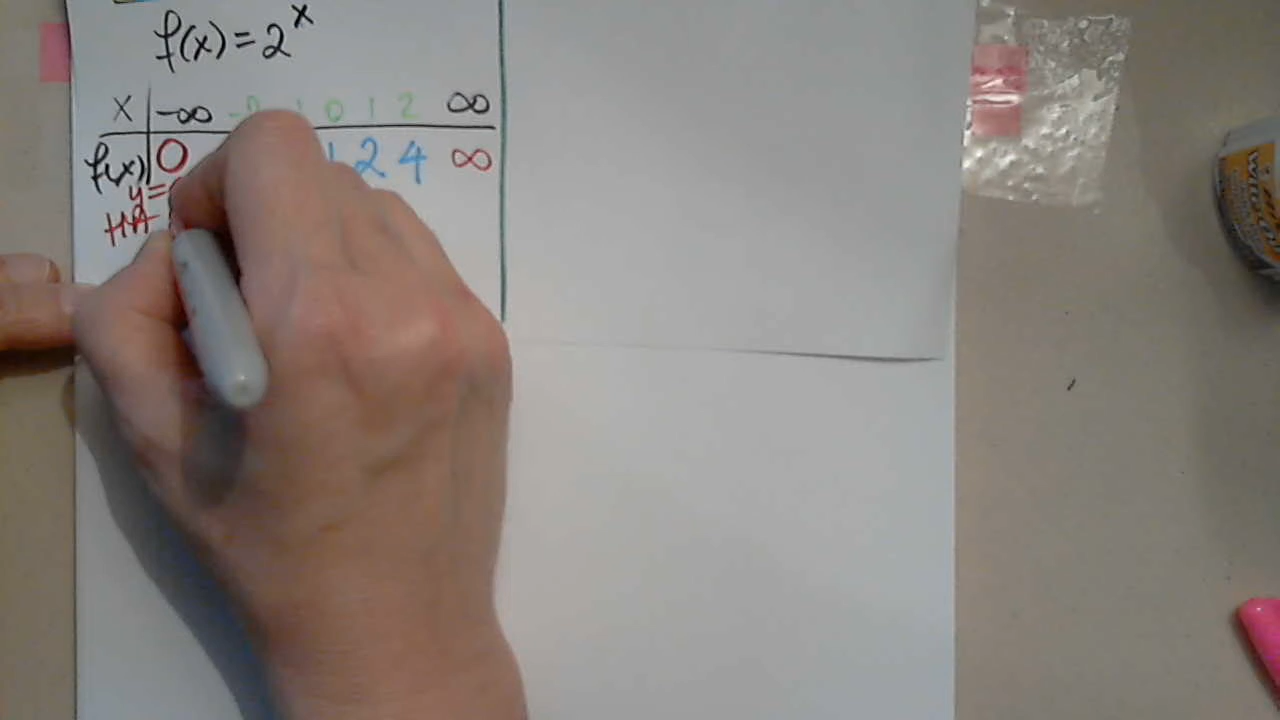 f(x) = 2^x
x -∞ 0 1 2 ∞
f(x) 0 2 4 ∞
y =
HA